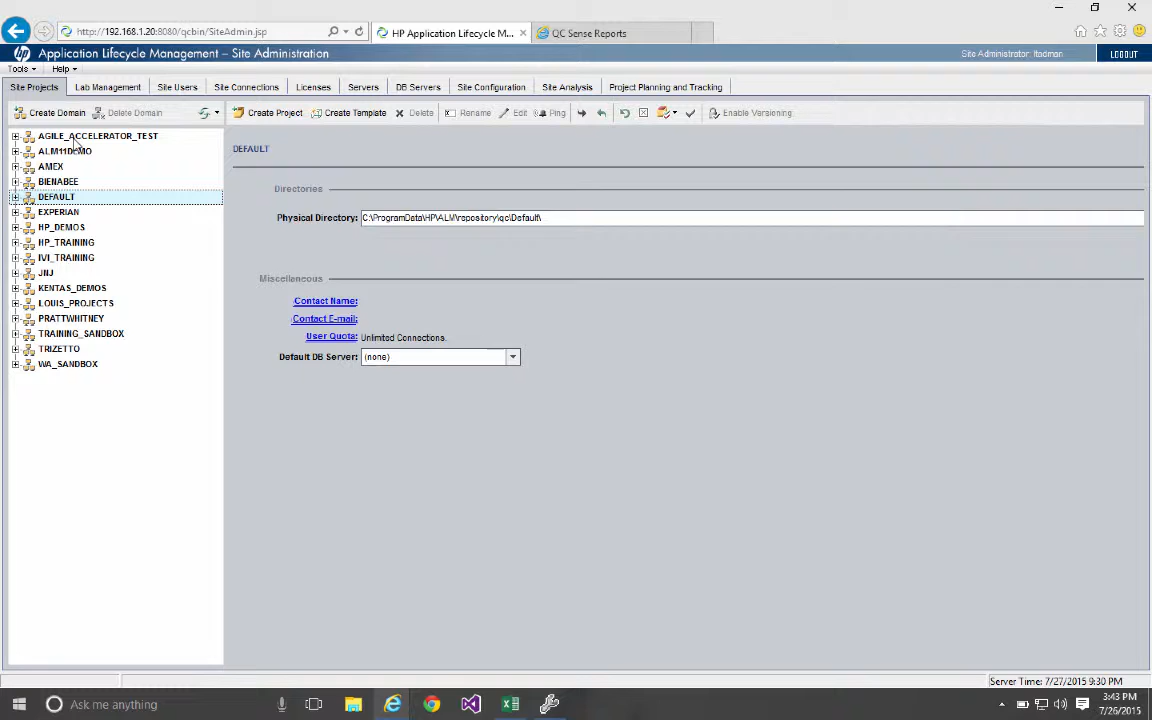 http://192.168.1.20:8080/qcbin/SiteAdmin.jsp
HP Application Lifecycle M...
QC Sense Reports
hp
Application Lifecycle Management – Site Administration
Site Administrator: ltadman
LOGOUT
Tools
Help
Site Projects
Lab Management
Site Users
Site Connections
Licenses
Servers
DB Servers
Site Configuration
Site Analysis
Project Planning and Tracking
Create Domain
Delete Domain
Create Project
Create Template
Delete
Rename
Edit
Ping
Enable Versioning
AGILE_ACCELERATOR_TEST
ALM11DEMO
AMEX
BIENABEE
DEFAULT
EXPERIAN
HP_DEMOS
HP_TRAINING
IVI_TRAINING
JNJ
KENTAS_DEMOS
LOUIS_PROJECTS
PRATTWHITNEY
TRAINING_SANDBOX
TRIZETTO
WA_SANDBOX
DEFAULT
Directories
Physical Directory: C:\ProgramData\HP\ALM\repository\qc\Default\
Miscellaneous
Contact Name:
Contact E-mail:
User Quota: Unlimited Connections.
Default DB Server: (none)
Server Time: 7/27/2015 9:30 PM
Ask me anything
3:43 PM
7/26/2015